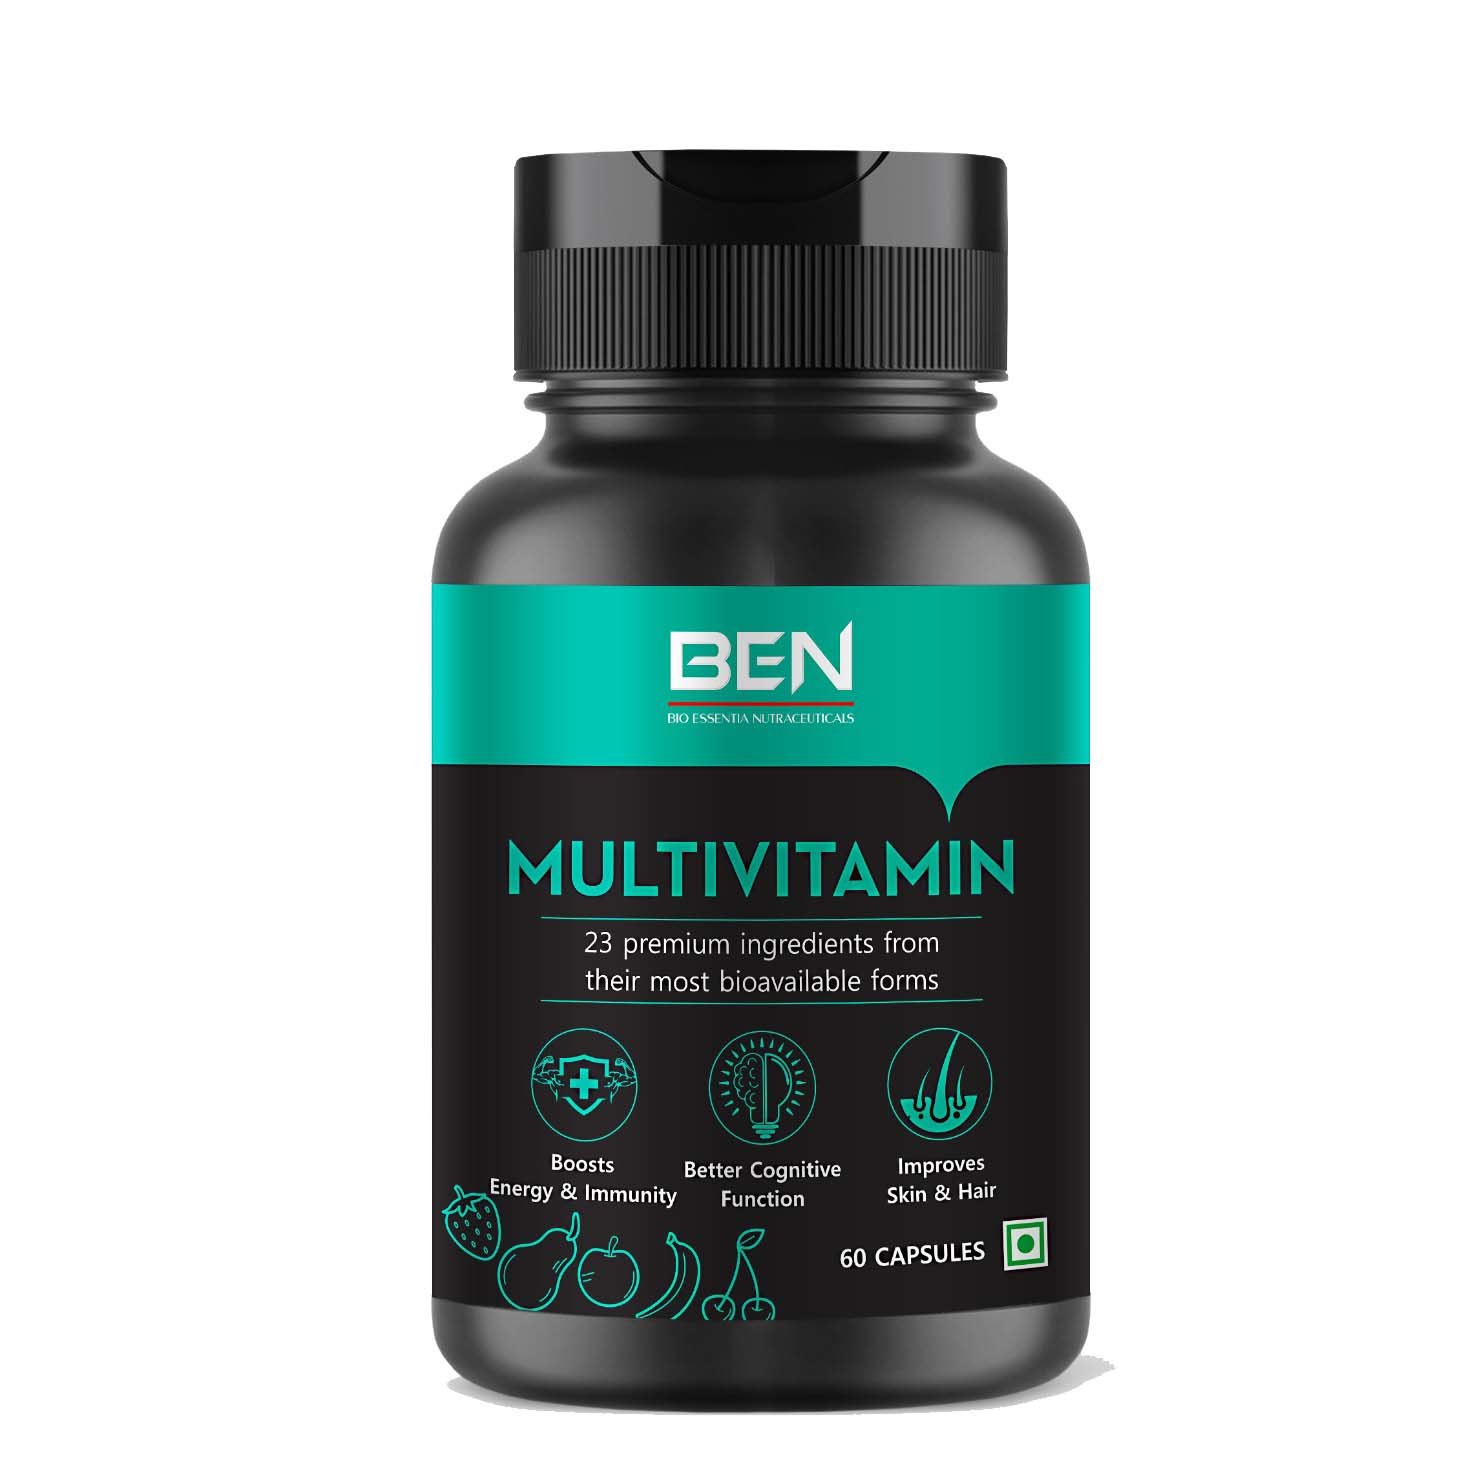 BEN
BIO ESSENTIA NUTRACEUTICALS
MULTIVITAMIN
23 premium ingredients from
their most bioavailable forms
Boosts
Energy & Immunity
Better Cognitive
Function
Improves
Skin & Hair
60 CAPSULES